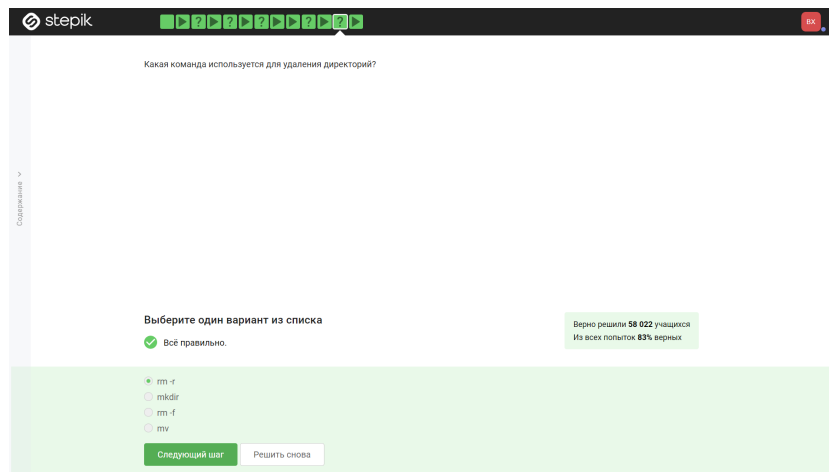 stepik
? ? ? ? ?
BX
Какая команда используется для удаления директорий?
Содержание
Выберите один вариант из списка
Всё правильно.
Верно решили 58 022 учащихся
Из всех попыток 83% верных
rm -r
mkdir
rm -f
mv
Следующий шаг Решить снова